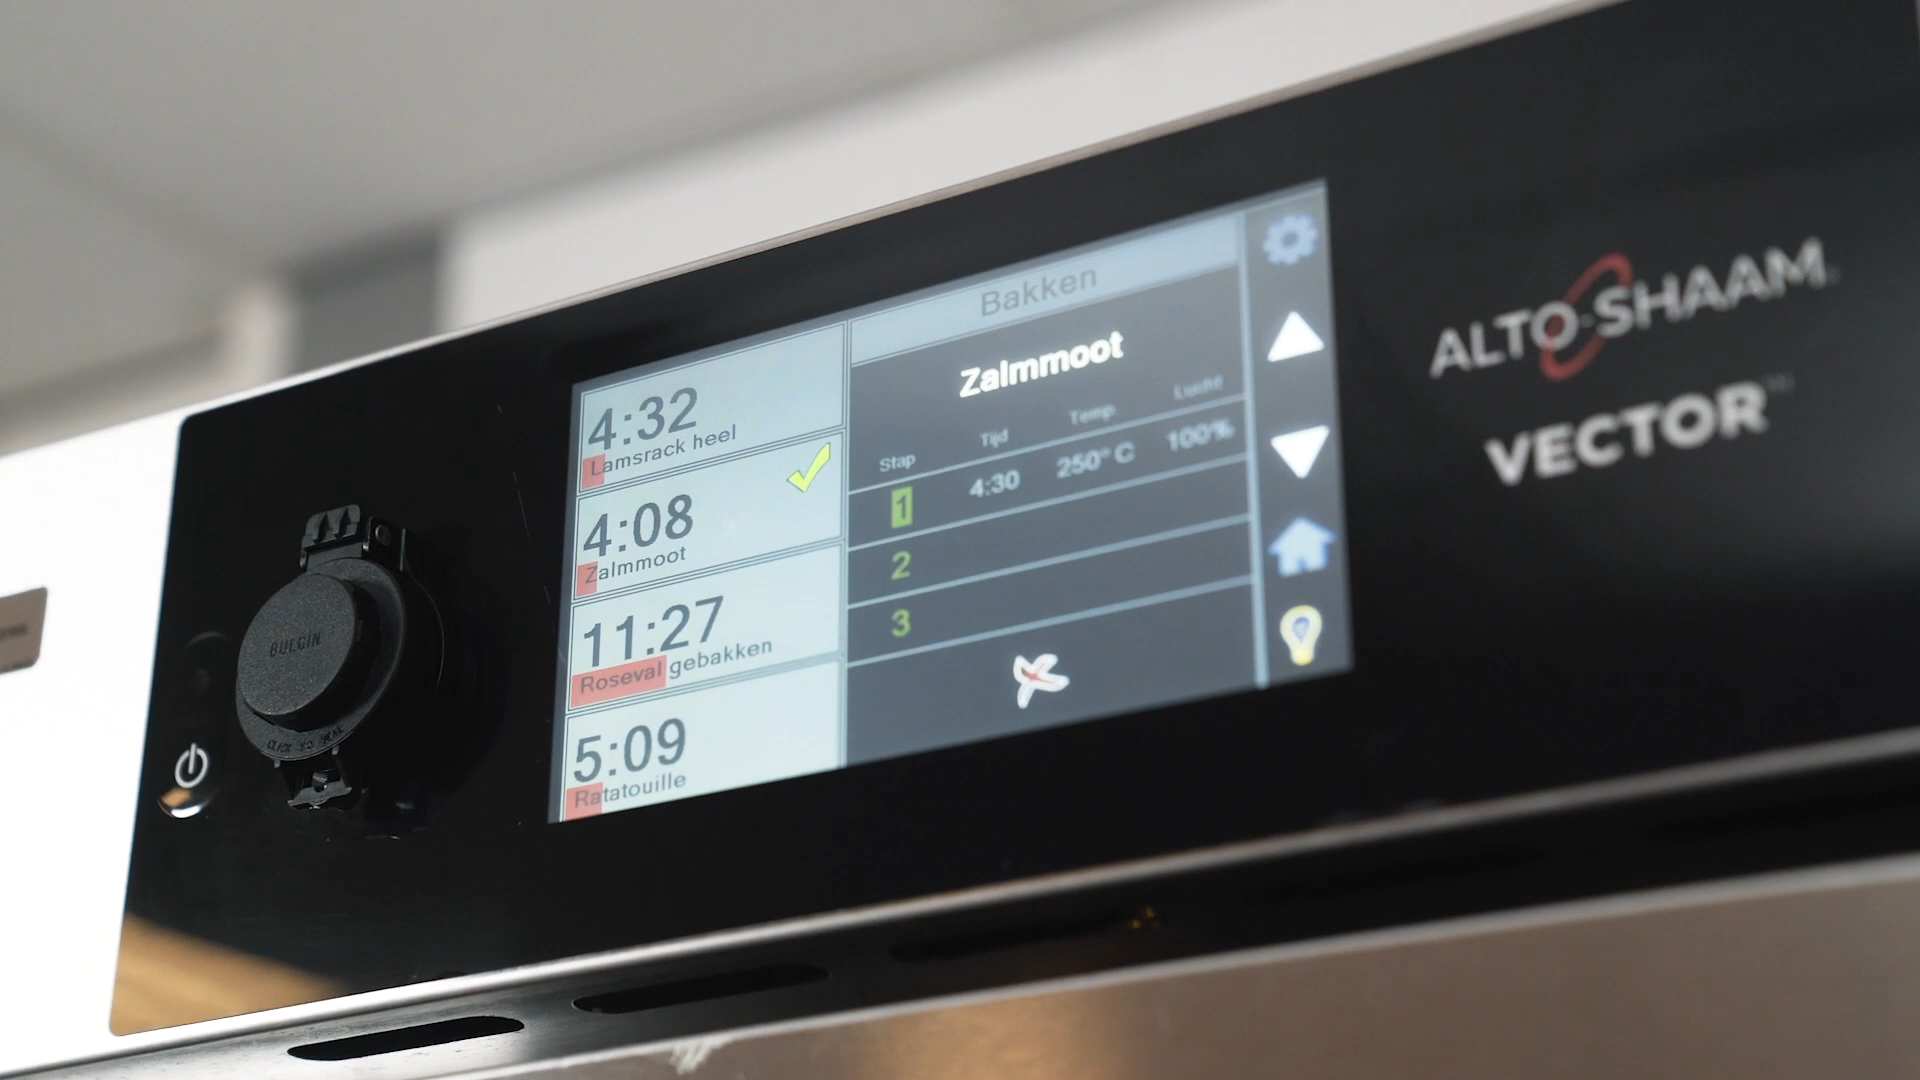 BULGIN
4:32
Lamsrack heel
4:08
Zalmmoot
11:27
Roseval gebakken
5:09
Ratatouille
Bakken
Zalmmoot
Stap Tijd Temp. Lucht
1 4:30 250° C 100%
2
3
ALTO-SHAAM.
VECTOR™